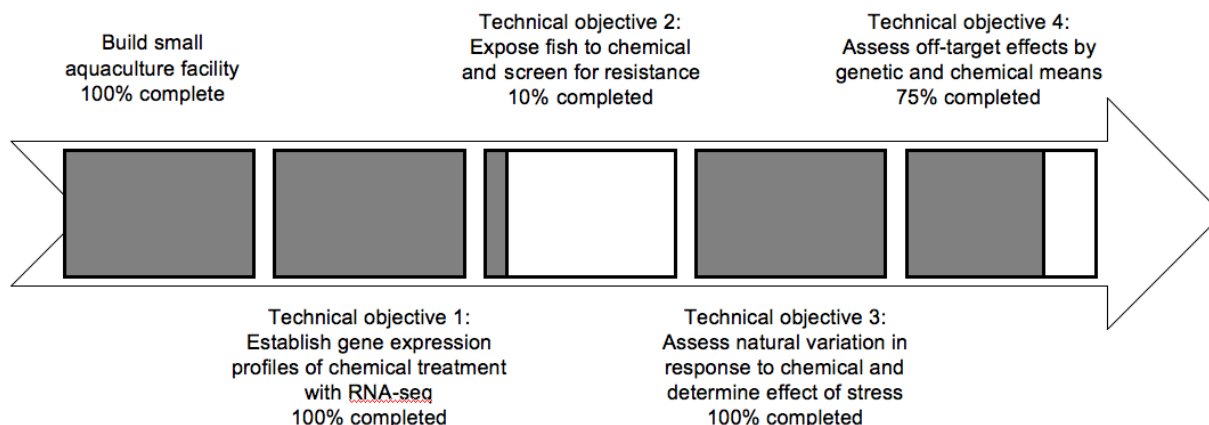 Build small
aquaculture facility
100% complete
Technical objective 1:
Establish gene expression
profiles of chemical treatment
with RNA-seq
100% completed
Technical objective 2:
Expose fish to chemical
and screen for resistance
10% completed
Technical objective 3:
Assess natural variation in
response to chemical and
determine effect of stress
100% completed
Technical objective 4:
Assess off-target effects by
genetic and chemical means
75% completed